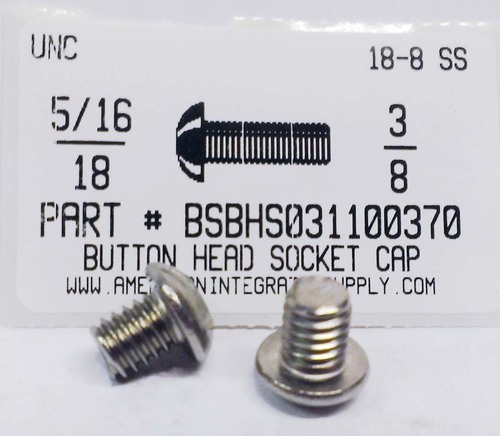 UNC 18-8 SS
5/16 3
18 8
PART # BSBHS031100370
BUTTON HEAD SOCKET CAP